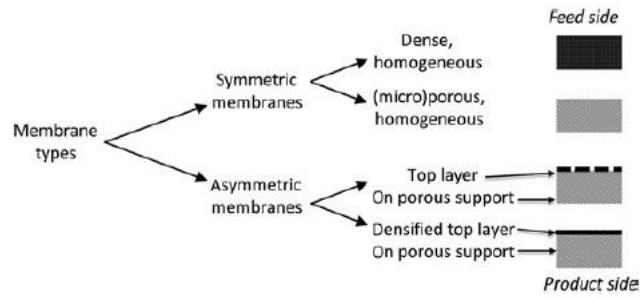 Feed side
Dense,
homogeneous
Symmetric
membranes
(micro)porous,
homogeneous
Membrane
types
Asymmetric
membranes
Top layer
On porous support
Densified top layer
On porous support
Product side